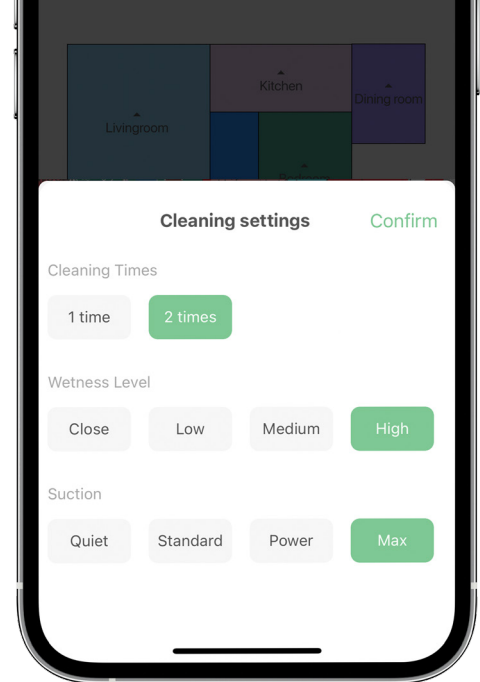 Kitchen
Dining room
Livingroom
Cleaning settings
Confirm
Cleaning Times
1 time
2 times
Wetness Level
Close
Low
Medium
High
Suction
Quiet
Standard
Power
Max